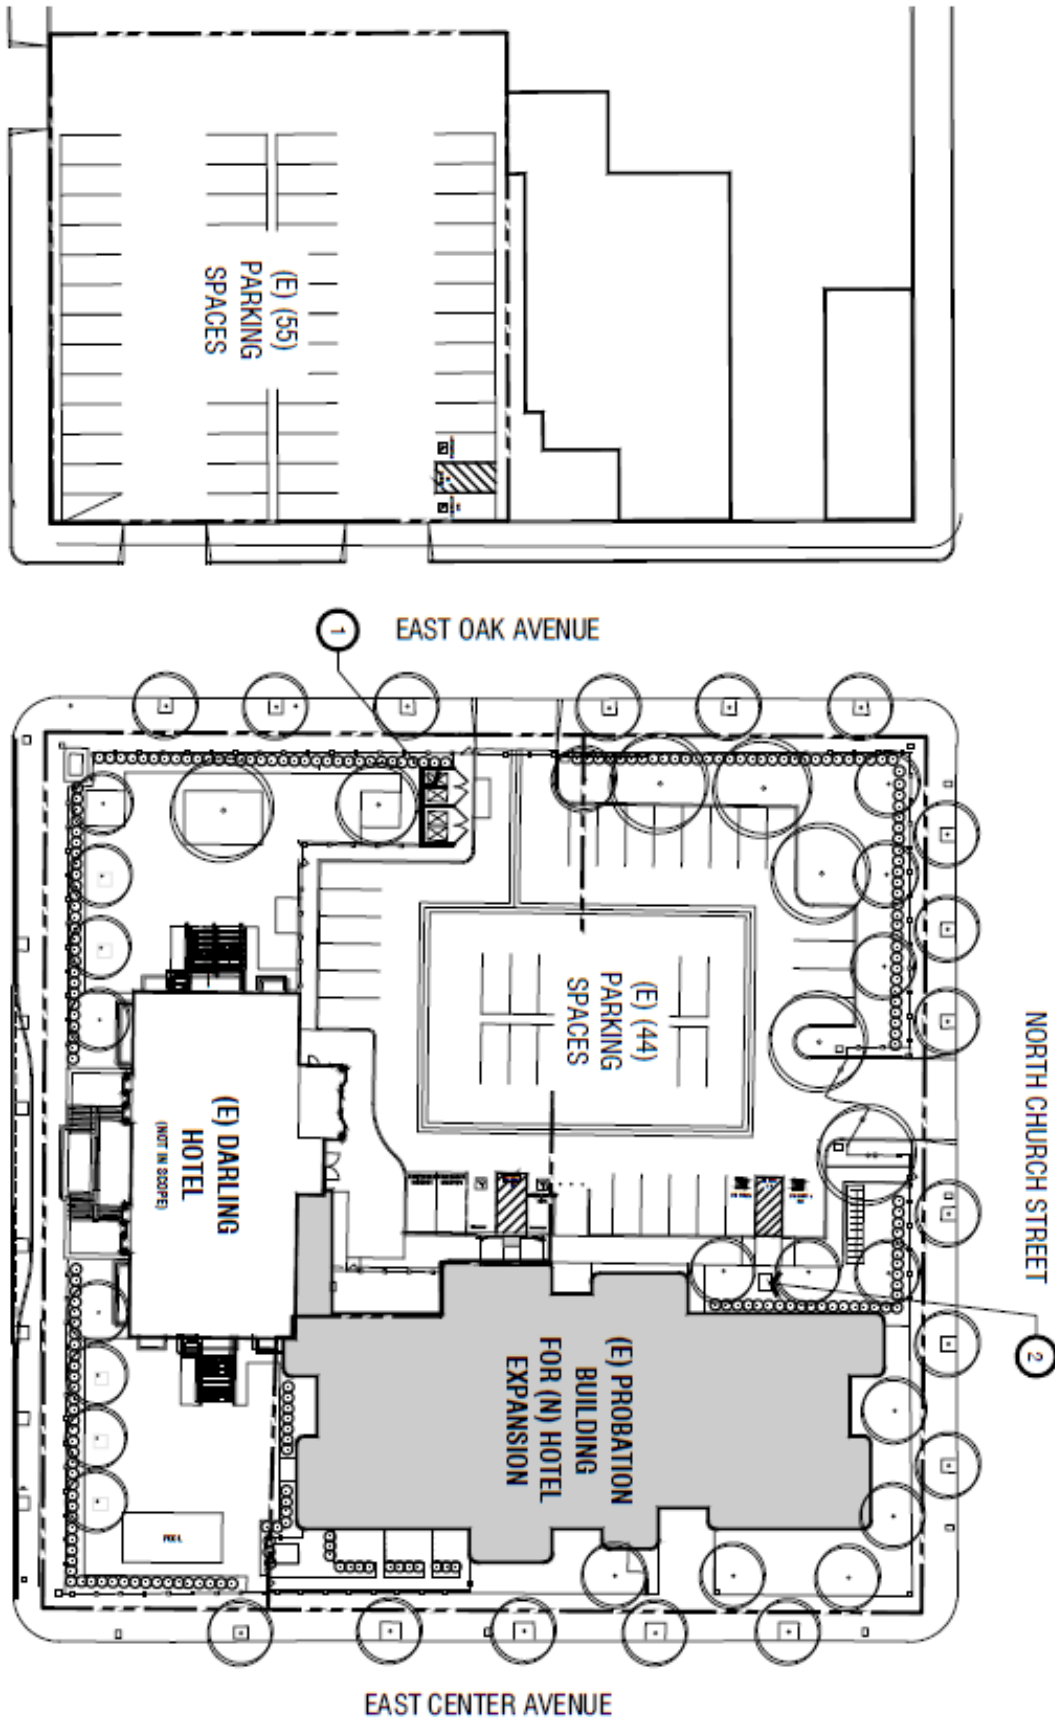 (E) (55)
PARKING
SPACES
1
EAST OAK AVENUE
(E) (44)
PARKING
SPACES
NORTH CHURCH STREET
(E) DARLING
HOTEL
(NOT IN SCOPE)
2
(E) PROBATION
BUILDING
FOR (N) HOTEL
EXPANSION
POOL
EAST CENTER AVENUE